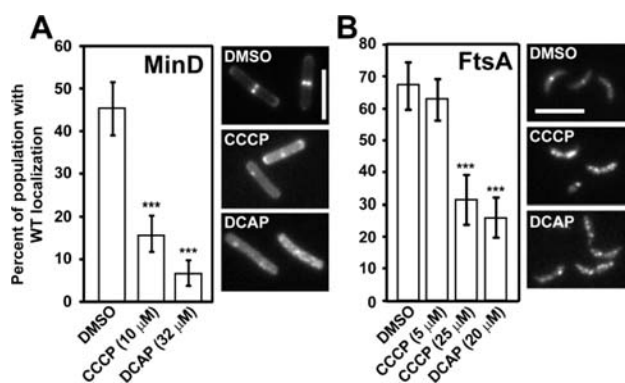 A
MinD
Percent of population with
WT localization
60
50
40
30
20
10
0
***
***
DMSO
CCCP (10 μM)
DCAP (32 μM)
DMSO
CCCP
DCAP
B
FtsA
80
70
60
50
40
30
20
10
0
***
***
DMSO
CCCP (5 μM)
CCCP (25 μM)
DCAP (20 μM)
DMSO
CCCP
DCAP